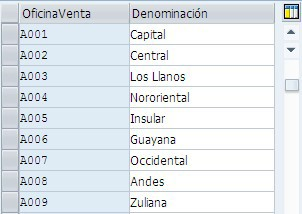 OficinaVenta Denominación
A001 Capital
A002 Central
A003 Los Llanos
A004 Nororiental
A005 Insular
A006 Guayana
A007 Occidental
A008 Andes
A009 Zuliana